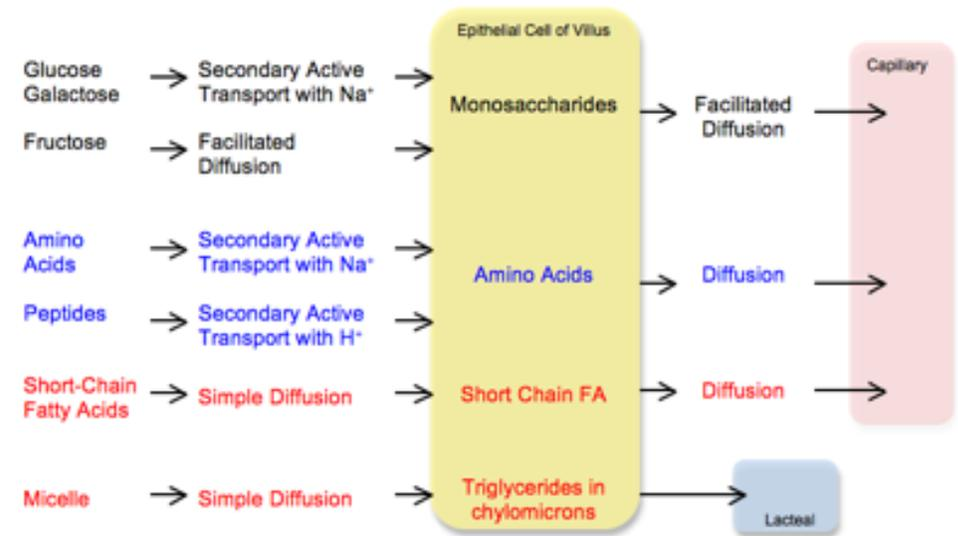 Epithelial Cell of Villus
Capillary
Glucose
Galactose
Secondary Active
Transport with Na⁺
Monosaccharides
Facilitated
Diffusion
Fructose
Facilitated
Diffusion
Amino
Acids
Secondary Active
Transport with Na⁺
Amino Acids
Diffusion
Peptides
Secondary Active
Transport with H⁺
Short-Chain
Fatty Acids
Simple Diffusion
Short Chain FA
Diffusion
Micelle
Simple Diffusion
Triglycerides in
chylomicrons
Lacteal